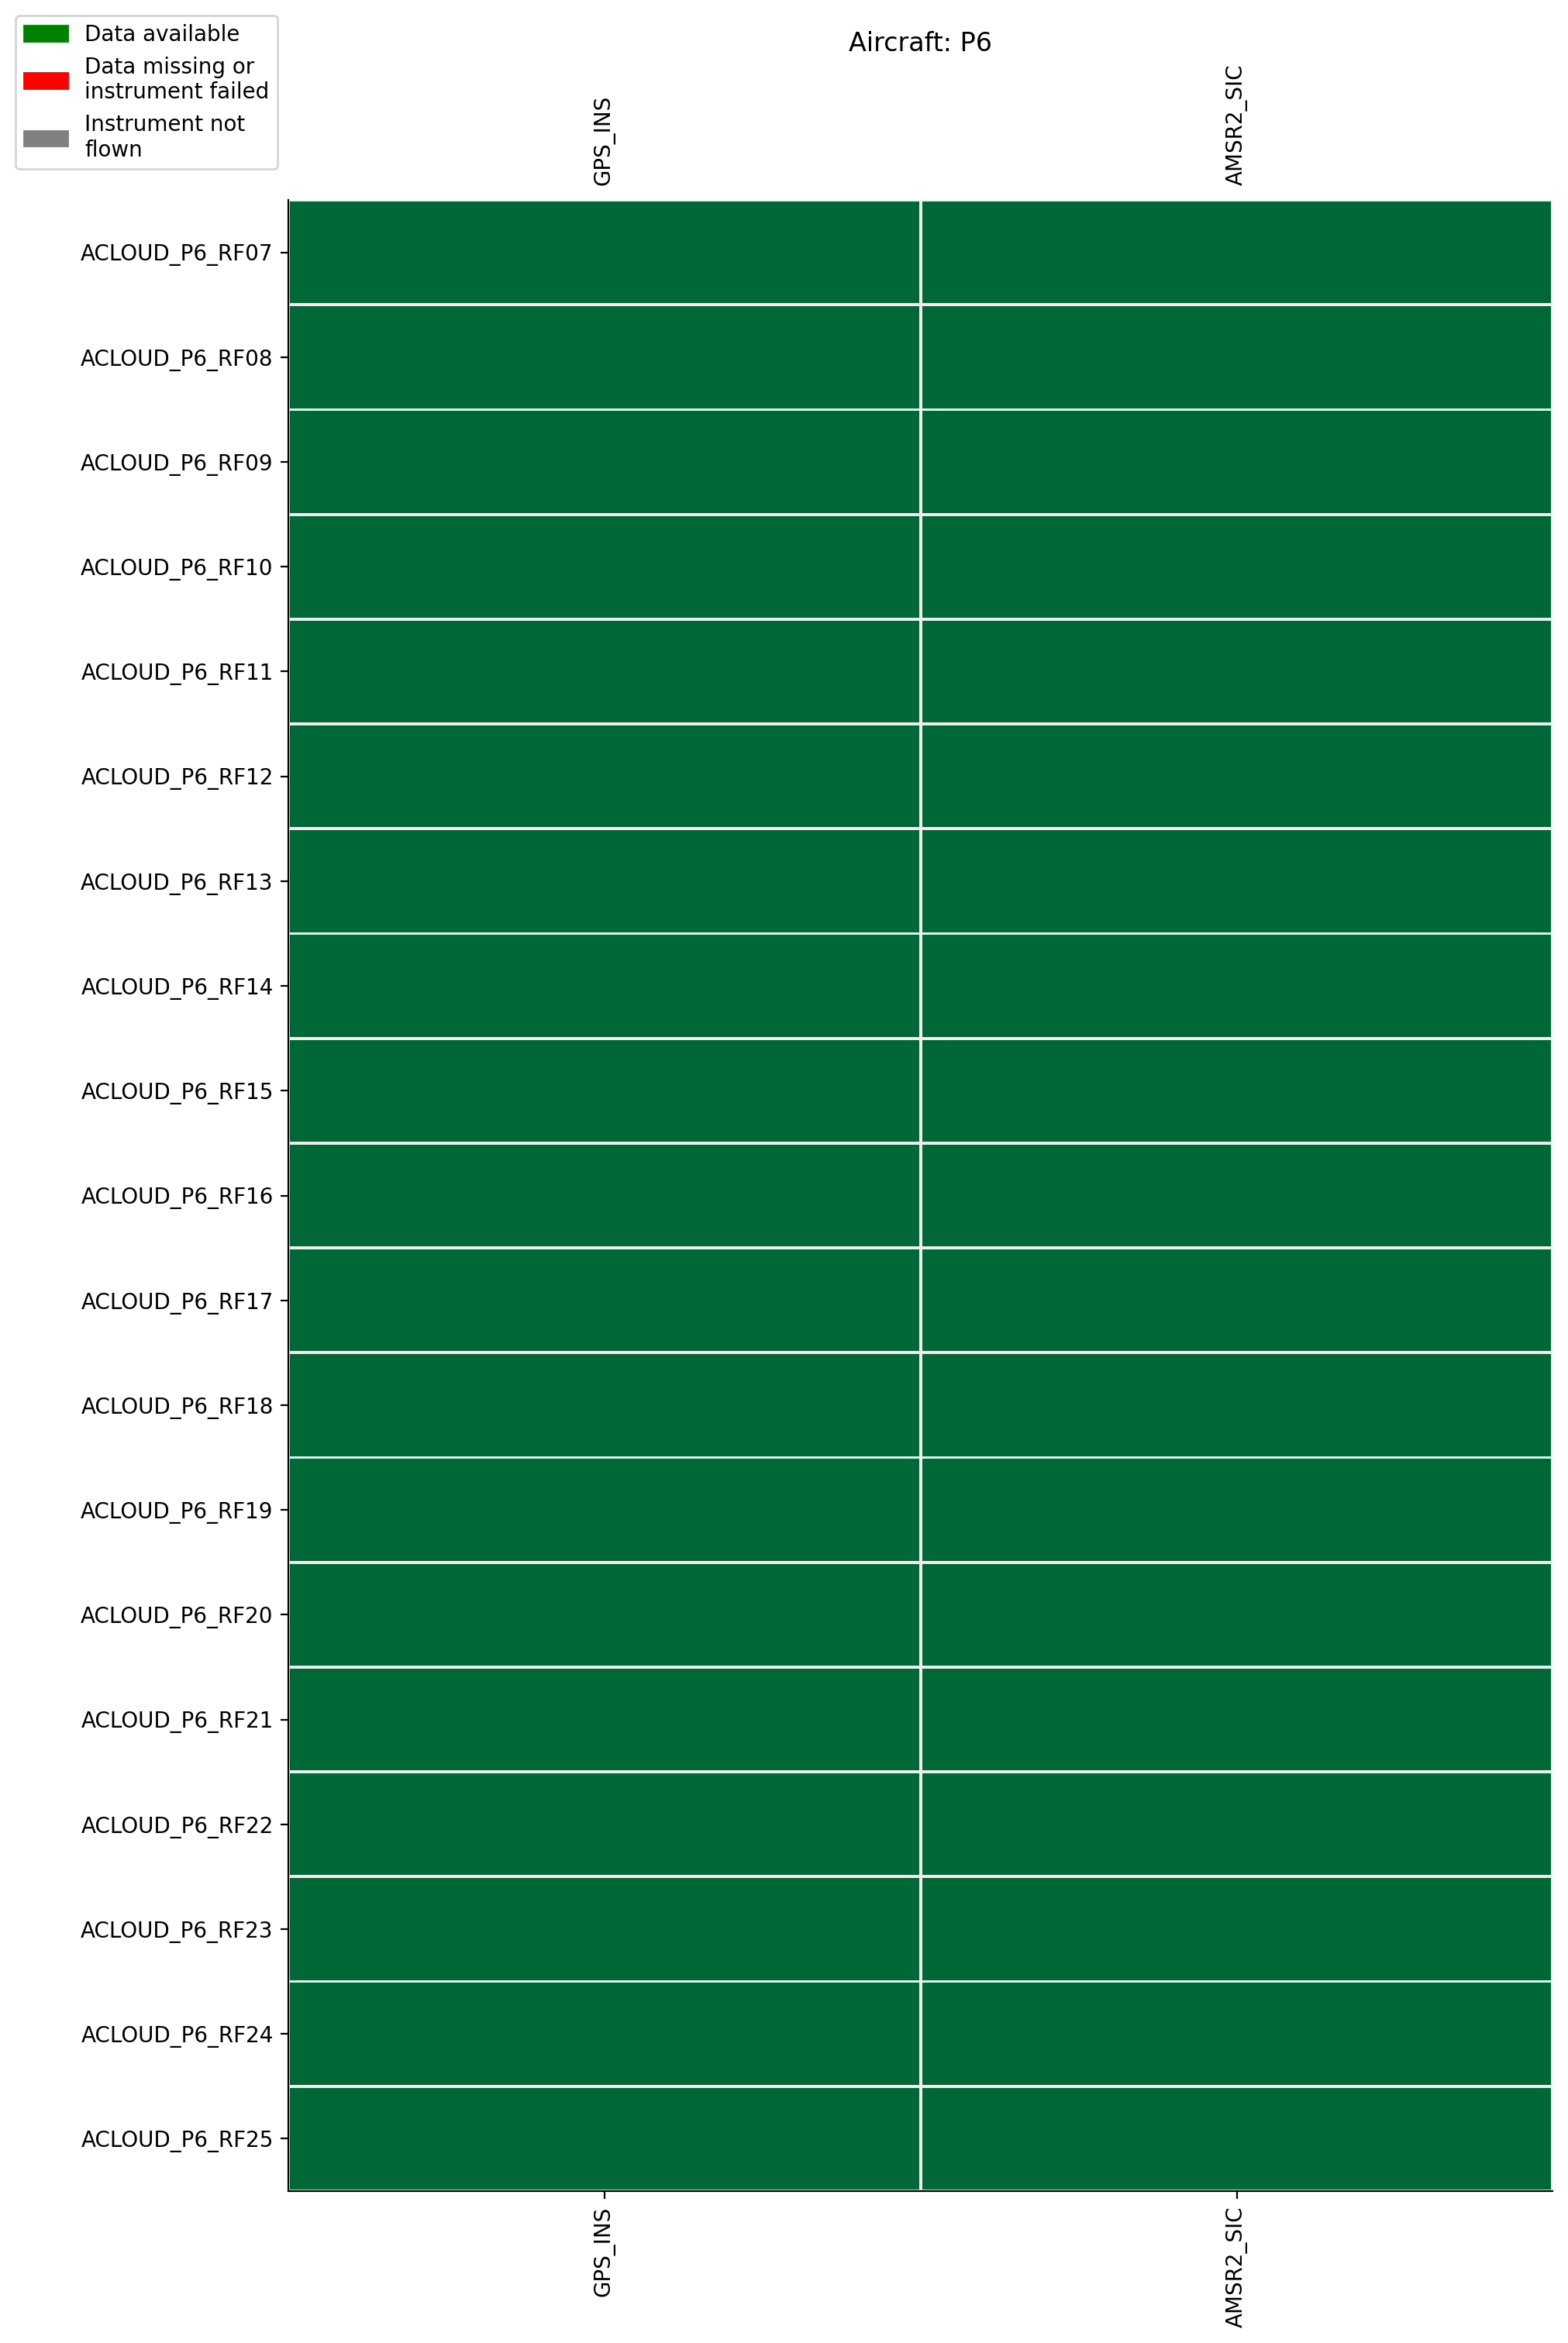 Data available
Data missing or
instrument failed
Instrument not
flown
Aircraft: P6
GPS_INS
AMSR2_SIC
ACLOUD_P6_RF07
ACLOUD_P6_RF08
ACLOUD_P6_RF09
ACLOUD_P6_RF10
ACLOUD_P6_RF11
ACLOUD_P6_RF12
ACLOUD_P6_RF13
ACLOUD_P6_RF14
ACLOUD_P6_RF15
ACLOUD_P6_RF16
ACLOUD_P6_RF17
ACLOUD_P6_RF18
ACLOUD_P6_RF19
ACLOUD_P6_RF20
ACLOUD_P6_RF21
ACLOUD_P6_RF22
ACLOUD_P6_RF23
ACLOUD_P6_RF24
ACLOUD_P6_RF25
GPS_INS
AMSR2_SIC